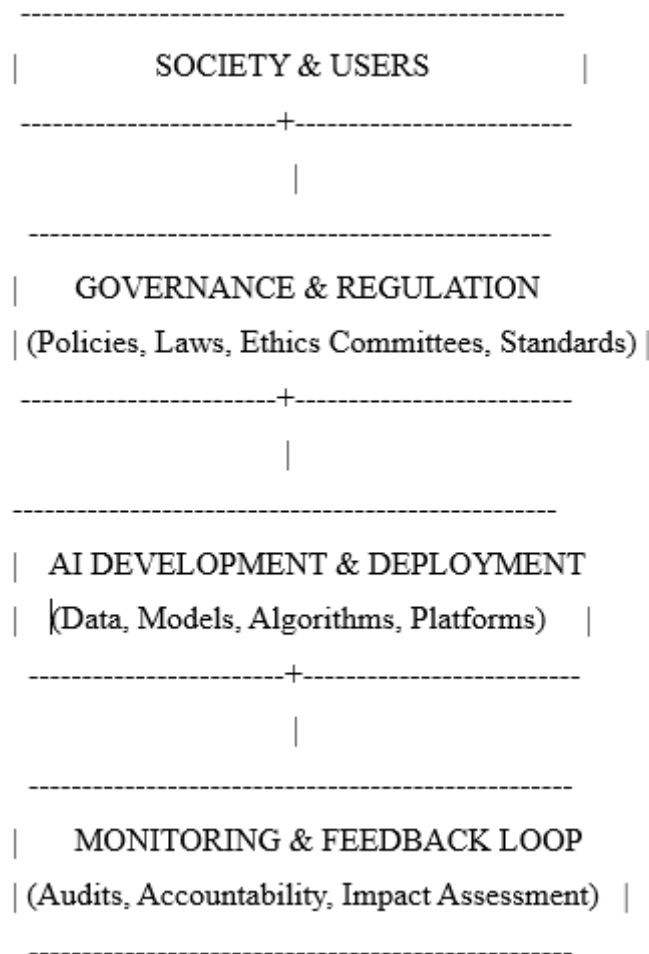 --------------------------------------------------
| SOCIETY & USERS |
------------------------+--------------------------
|
-------------------------------------------------
| GOVERNANCE & REGULATION
| (Policies, Laws, Ethics Committees, Standards) |
------------------------+--------------------------
|
--------------------------------------------------
| AI DEVELOPMENT & DEPLOYMENT
| (Data, Models, Algorithms, Platforms) |
------------------------+--------------------------
|
--------------------------------------------------
| MONITORING & FEEDBACK LOOP
| (Audits, Accountability, Impact Assessment) |
--------------------------------------------------